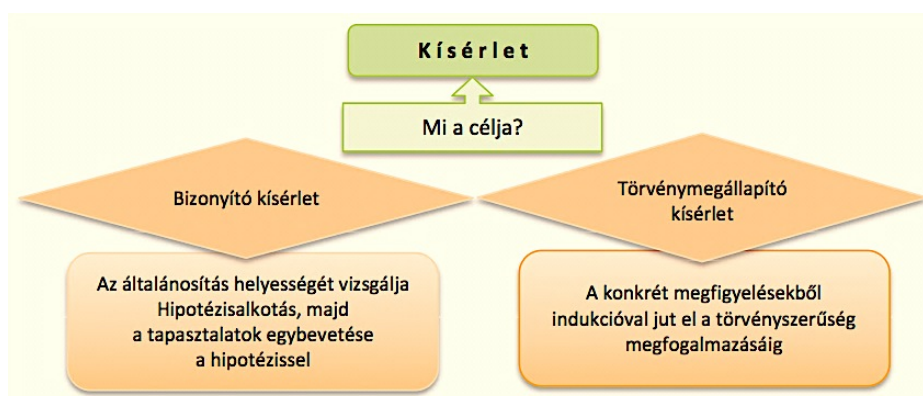 Kísérlet
Mi a célja?
Bizonyító kísérlet
Az általánosítás helyességét vizsgálja
Hipotézisalkotás, majd
a tapasztalatok egybevetése
a hipotézissel
Törvénymegállapító
kísérlet
A konkrét megfigyelésekből
indukcióval jut el a törvényszerűség
megfogalmazásáig